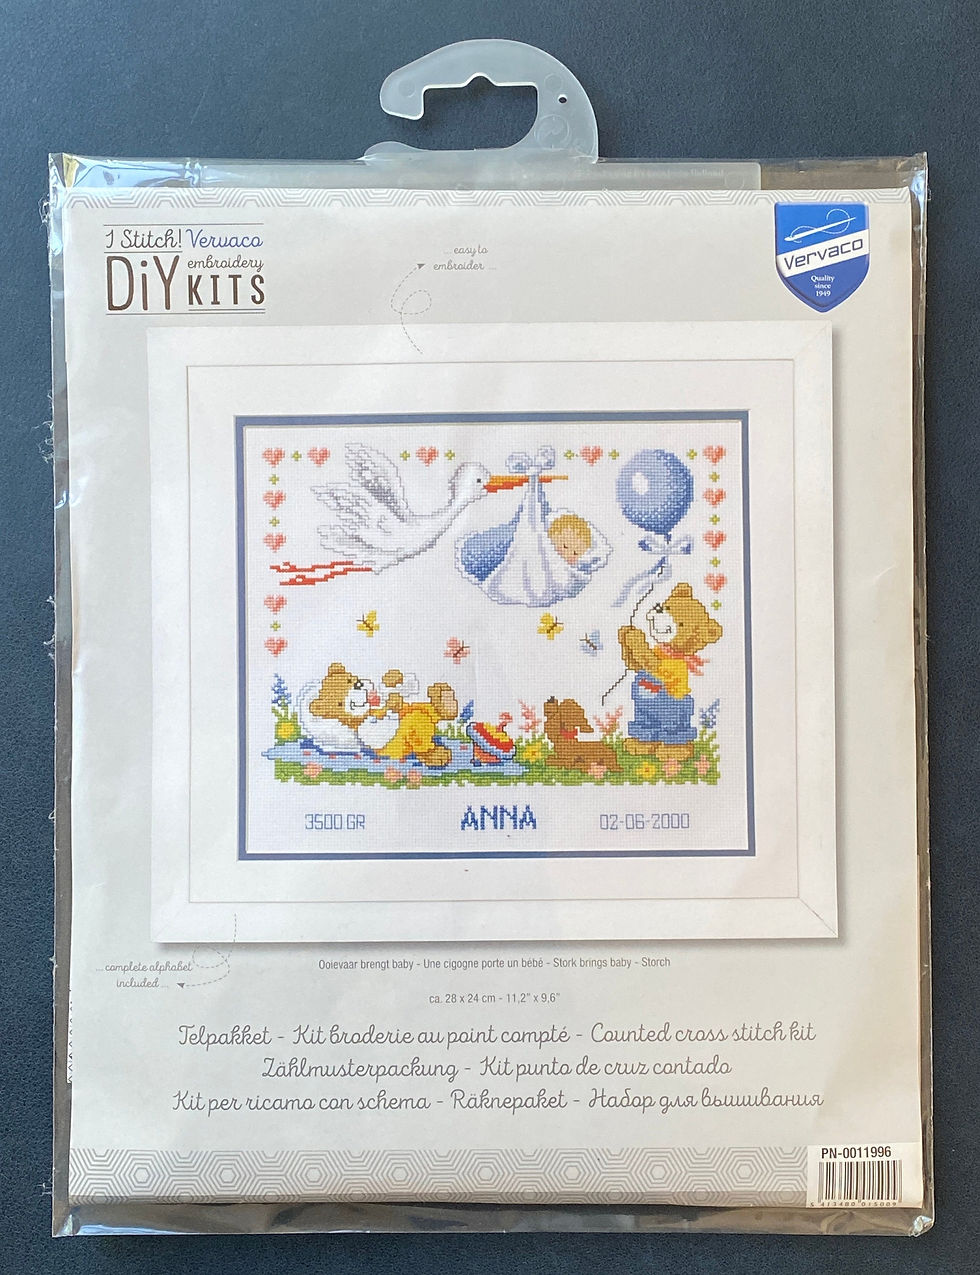 I Stitch! Vervaco
DiY embroidery KITS
... easy to
embroider ...
Vervaco
Quality
since
1949
3500 GR
ANNA
02-06-2000
... complete alphabet
included ...
Ooievaar brengt baby - Une cigogne porte un bébé - Stork brings baby - Storch
ca. 28 x 24 cm - 11,2" x 9,6"
Telpakket - Kit broderie au point compté - Counted cross stitch kit
Zählmusterpackung - Kit punto de cruz contado
Kit per ricamo con schema - Räknepaket - Набор для вышивания
PN-0011996
5 413480 015009